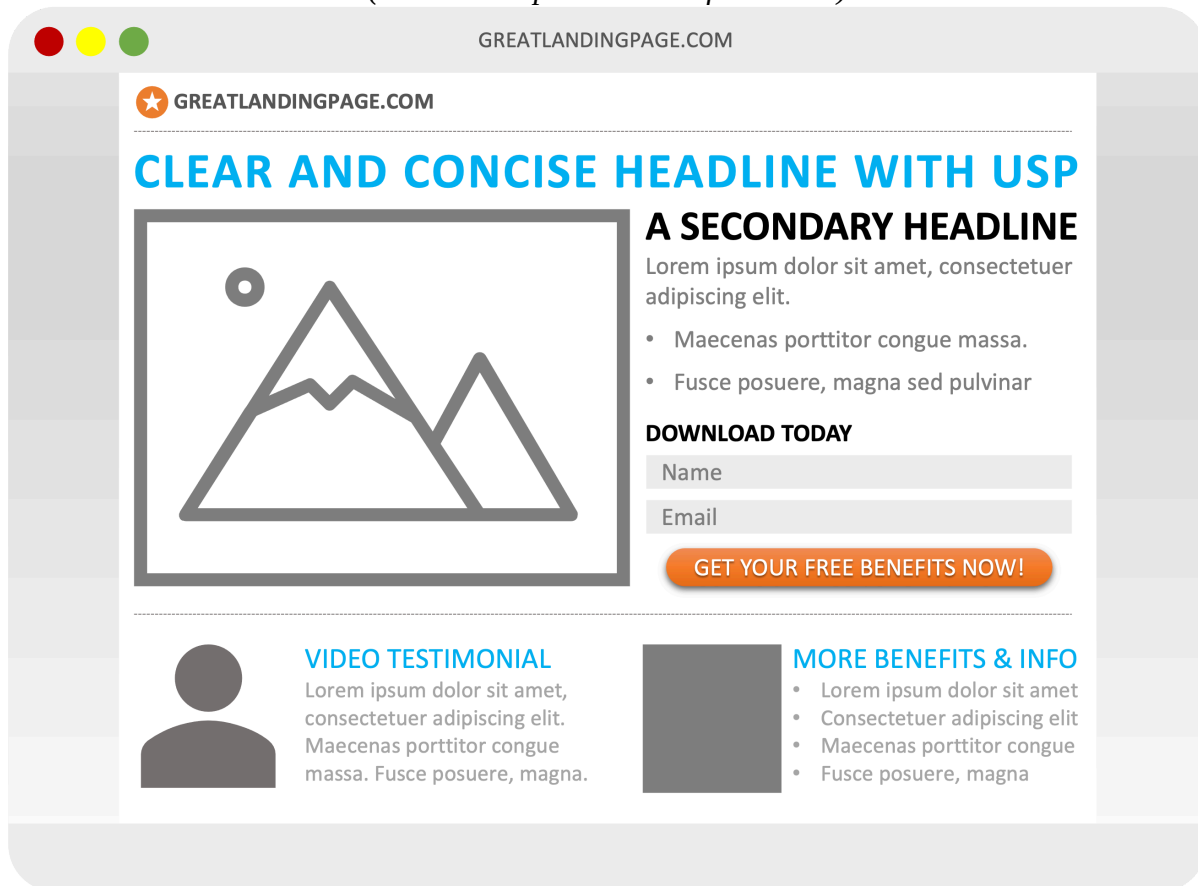 GREATLANDINGPAGE.COM
GREATLANDINGPAGE.COM
CLEAR AND CONCISE HEADLINE WITH USP
A SECONDARY HEADLINE
Lorem ipsum dolor sit amet, consectetuer
adipiscing elit.
• Maecenas porttitor congue massa.
• Fusce posuere, magna sed pulvinar
DOWNLOAD TODAY
Name
Email
GET YOUR FREE BENEFITS NOW!
VIDEO TESTIMONIAL
Lorem ipsum dolor sit amet,
consectetuer adipiscing elit.
Maecenas porttitor congue
massa. Fusce posuere, magna.
MORE BENEFITS & INFO
• Lorem ipsum dolor sit amet
• Consectetuer adipiscing elit
• Maecenas porttitor congue
• Fusce posuere, magna